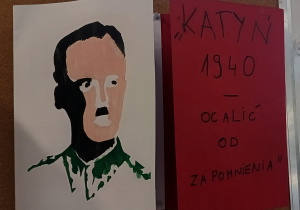 „KATYŃ
1940
—
OCALIĆ
OD
ZAPOMNIENIA"